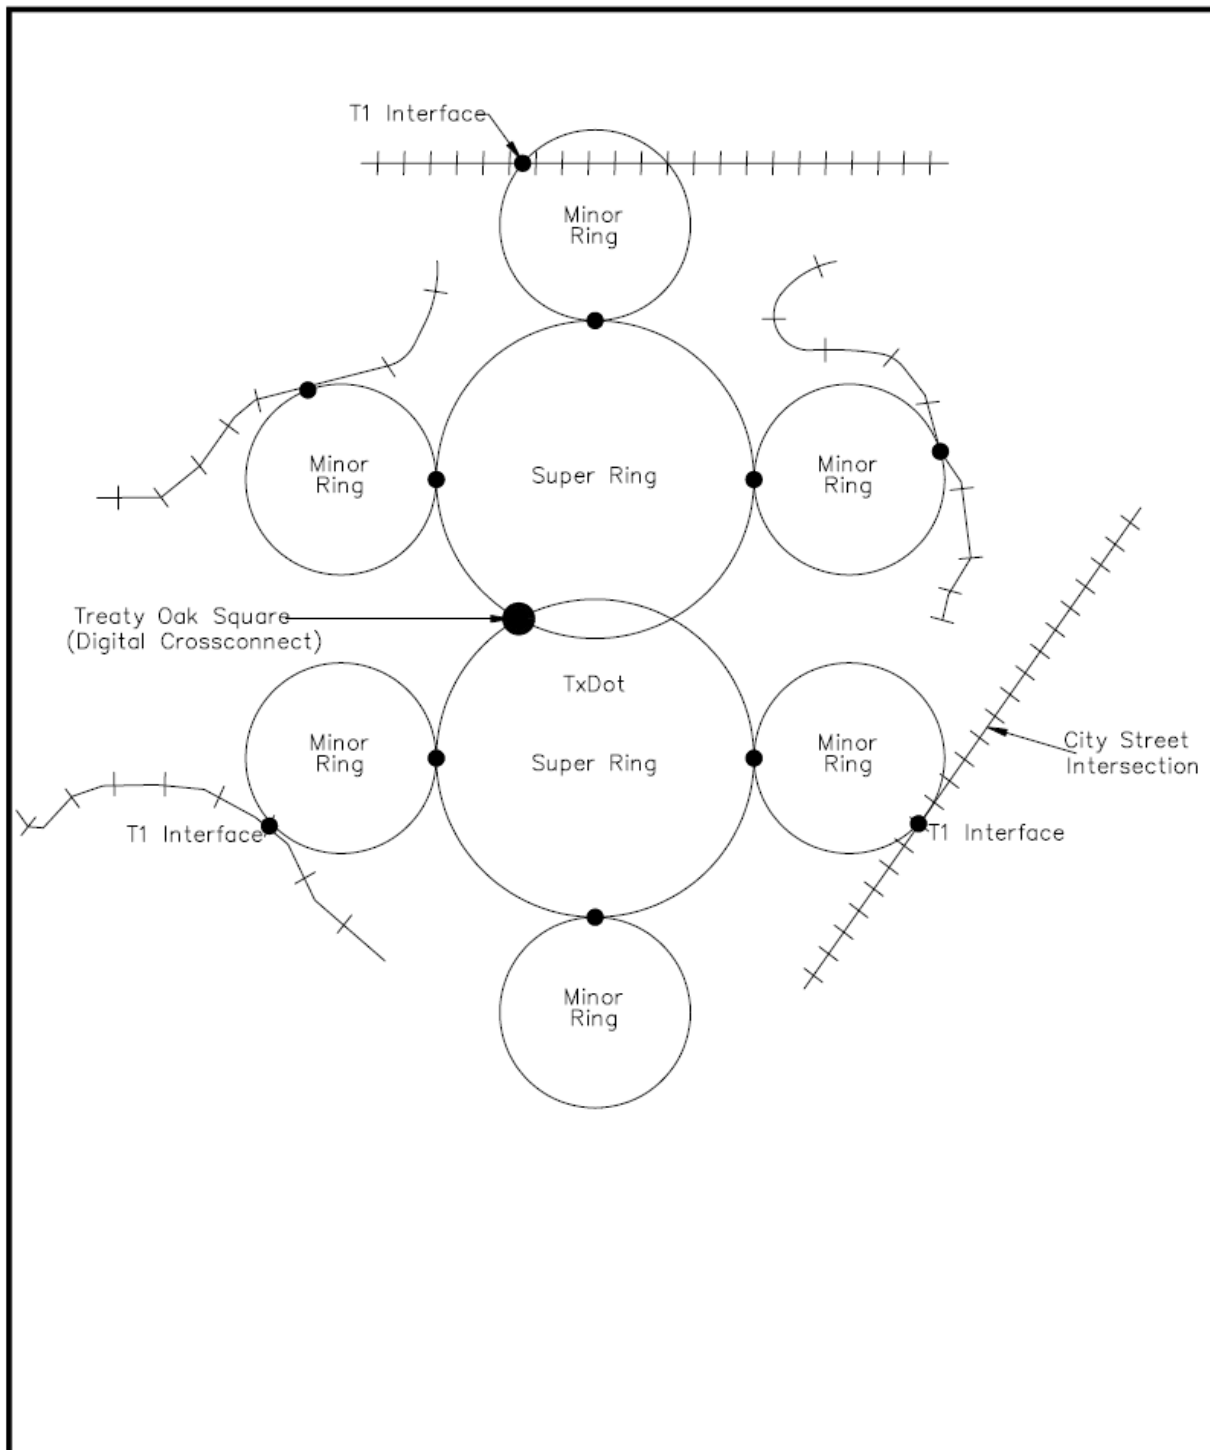 T1 Interface
Minor
Ring
Minor
Ring
Super Ring
Minor
Ring
Treaty Oak Square
(Digital Crossconnect)
TxDot
Minor
Ring
Super Ring
Minor
Ring
City Street
Intersection
T1 Interface
T1 Interface
Minor
Ring